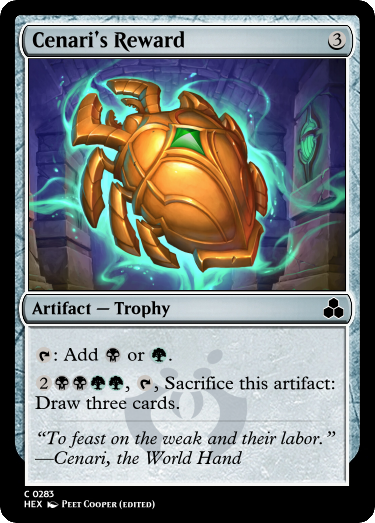 Cenari's Reward 3
Artifact — Trophy
: Add or .
2, , Sacrifice this artifact:
Draw three cards.
“To feast on the weak and their labor.”
—Cenari, the World Hand
C 0283
HEX Peet Cooper (edited)